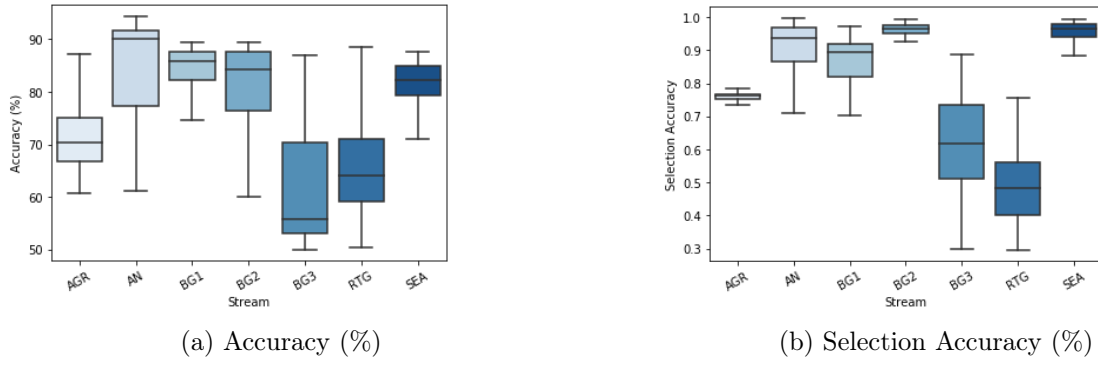 90
80
70
60
50
Accuracy (%)
AGR
AN
BG1
BG2
BG3
RTG
SEA
Stream
(a) Accuracy (%)
1.0
0.9
0.8
0.7
0.6
0.5
0.4
0.3
Selection Accuracy
AGR
AN
BG1
BG2
BG3
RTG
SEA
Stream
(b) Selection Accuracy (%)